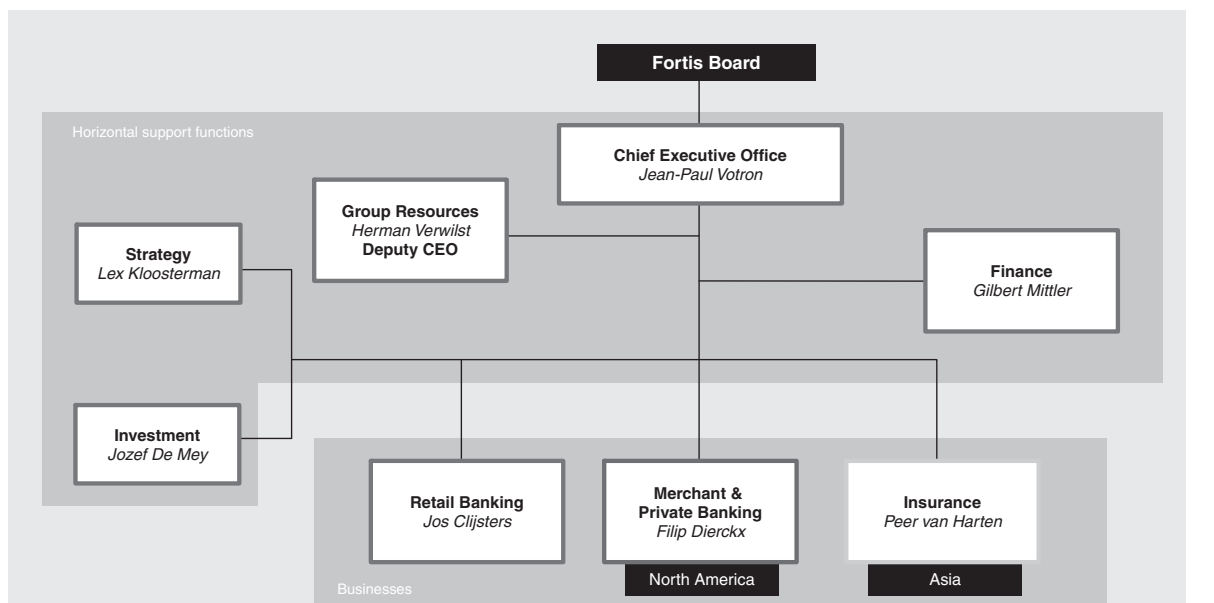 Fortis Board
Horizontal support functions
Chief Executive Office
Jean-Paul Votron
Group Resources
Herman Verwilst
Deputy CEO
Strategy
Lex Kloosterman
Finance
Gilbert Mittler
Investment
Jozef De Mey
Retail Banking
Jos Clijsters
Merchant &
Private Banking
Filip Dierckx
Insurance
Peer van Harten
North America
Asia
Businesses